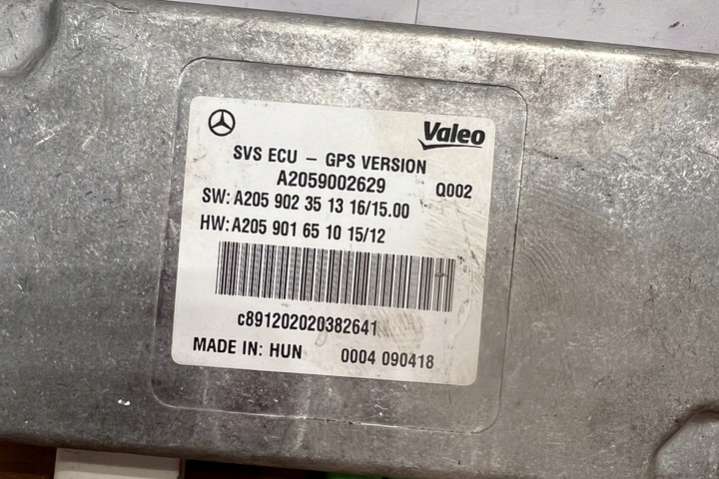 Valeo
SVS ECU – GPS VERSION
A2059002629 Q002
SW: A205 902 35 13 16/15.00
HW: A205 901 65 10 15/12
c891202020382641
MADE IN: HUN 0004 090418